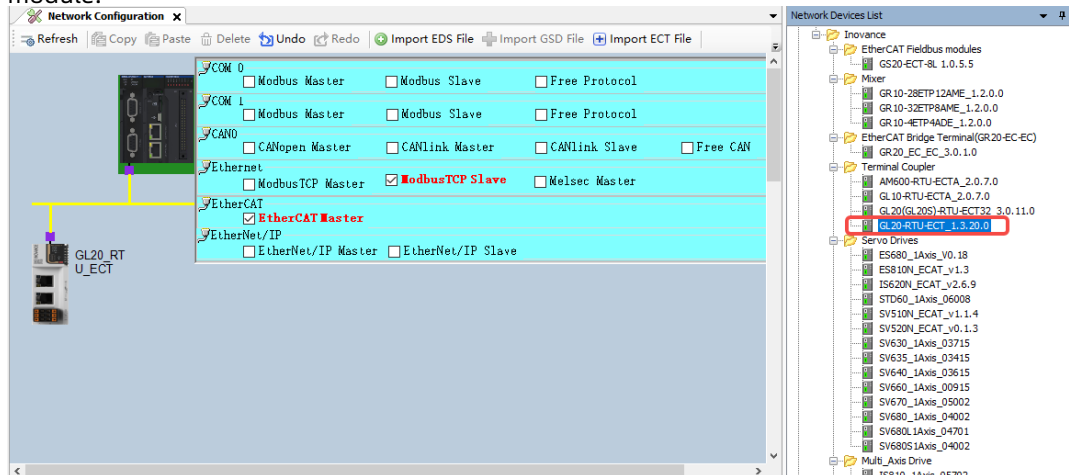 module.
Network Configuration x
Refresh Copy Paste Delete Undo Redo Import EDS File Import GSD File Import ECT File
COM 0
Modbus Master Modbus Slave Free Protocol
COM 1
Modbus Master Modbus Slave Free Protocol
CAN0
CANopen Master CANlink Master CANlink Slave Free CAN
Ethernet
ModbusTCP Master ModbusTCP Slave Melsec Master
EtherCAT
EtherCAT Master
EtherNet/IP
EtherNet/IP Master EtherNet/IP Slave
GL20_RT
U_ECT
Network Devices List
Inovance
EtherCAT Fieldbus modules
GS20-ECT-8L 1.0.5.5
Mixer
GR10-28ETP12AME_1.2.0.0
GR10-32ETP8AME_1.2.0.0
GR10-4ETP4ADE_1.2.0.0
EtherCAT Bridge Terminal(GR20-EC-EC)
GR20_EC_EC_3.0.1.0
Terminal Coupler
AM600-RTU-ECTA_2.0.7.0
GL10-RTU-ECTA_2.0.7.0
GL20(GL20S)-RTU-ECT32_3.0.11.0
GL20-RTU-ECT_1.3.20.0
Servo Drives
ES680_1Axis_V0.18
ES810N_ECAT_v1.3
IS620N_ECAT_v2.6.9
STD60_1Axis_06008
SV510N_ECAT_v1.1.4
SV520N_ECAT_v0.1.3
SV630_1Axis_03715
SV635_1Axis_03415
SV640_1Axis_03615
SV660_1Axis_00915
SV670_1Axis_05002
SV680_1Axis_04002
SV680L1Axis_04701
SV680S1Axis_04002
Multi_Axis Drive